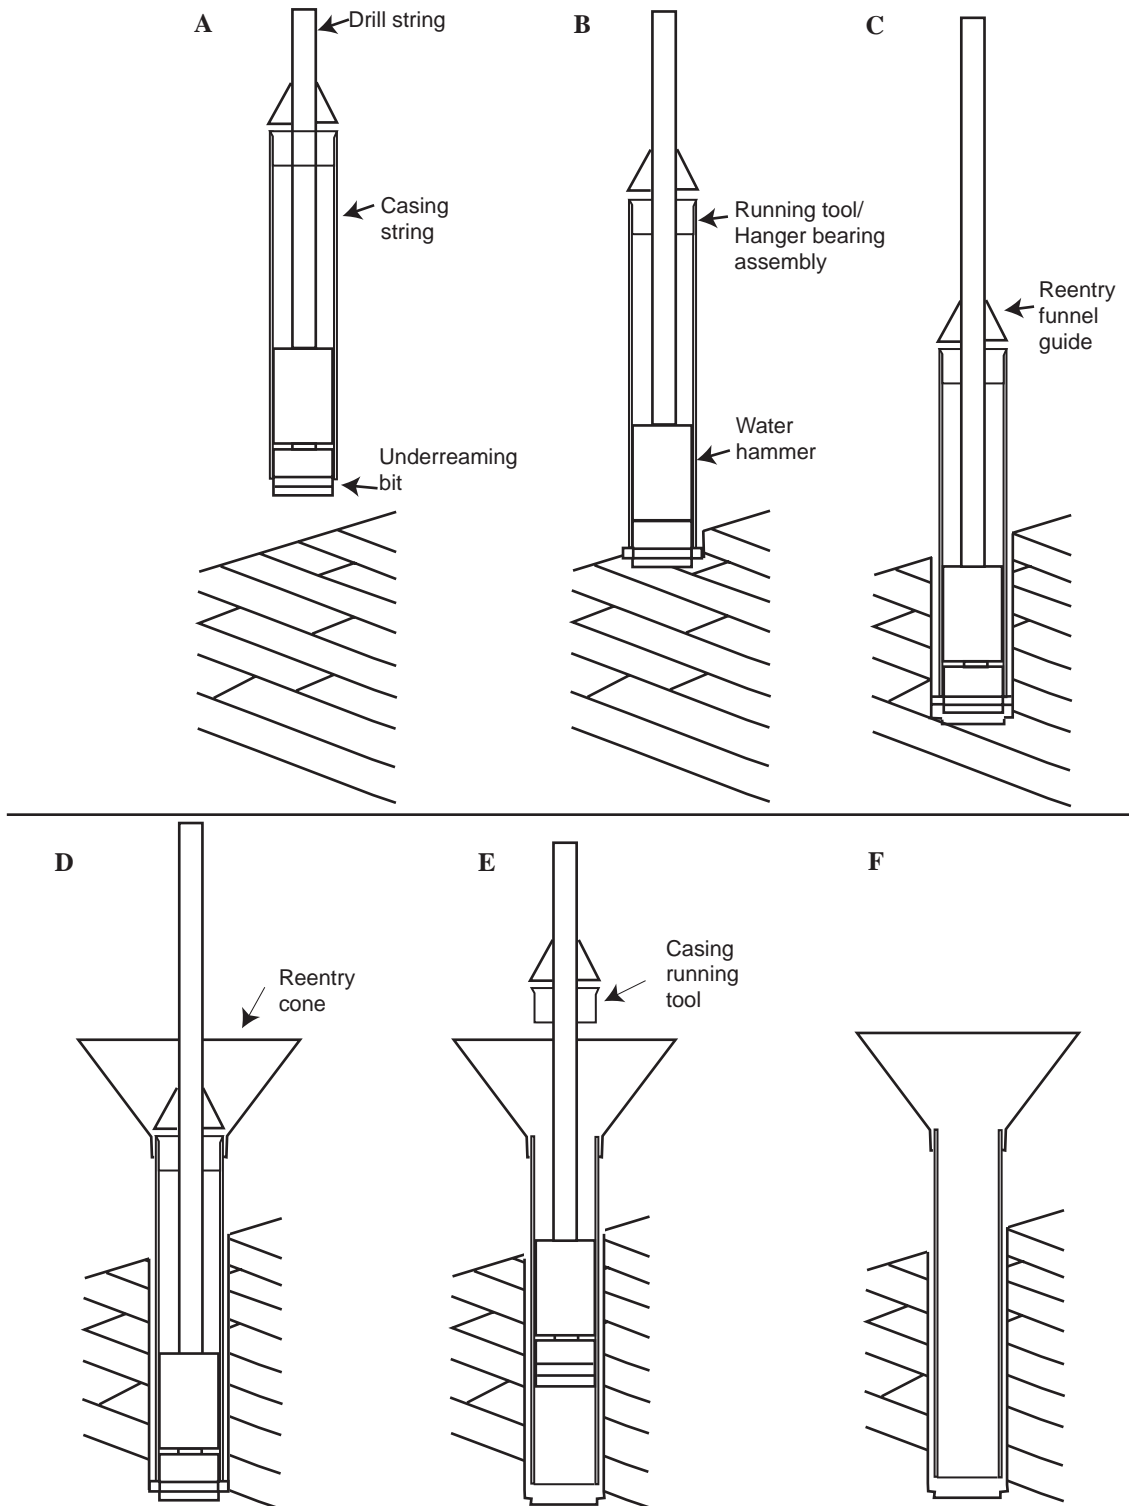 A
Drill string
B
C
Casing
string
Running tool/
Hanger bearing
assembly
Reentry
funnel
guide
Underreaming
bit
Water
hammer
D
E
F
Reentry
cone
Casing
running
tool